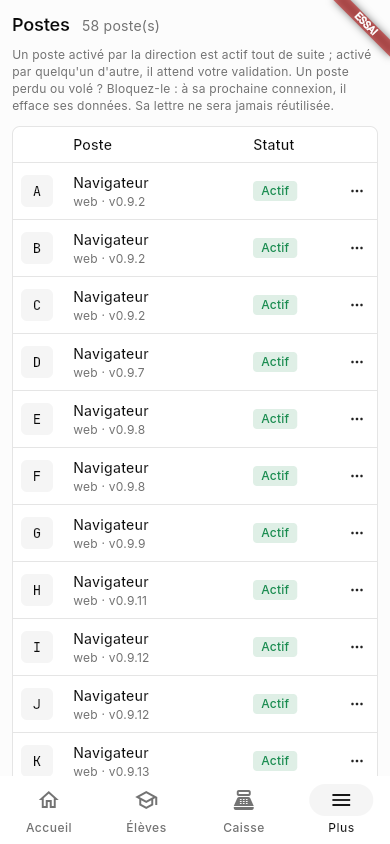 Postes 58 poste(s)
ESSAI
Un poste activé par la direction est actif tout de suite ; activé
par quelqu'un d'autre, il attend votre validation. Un poste
perdu ou volé ? Bloquez-le : à sa prochaine connexion, il
efface ses données. Sa lettre ne sera jamais réutilisée.
Poste Statut
A Navigateur Actif
web · v0.9.2
B Navigateur Actif
web · v0.9.2
C Navigateur Actif
web · v0.9.2
D Navigateur Actif
web · v0.9.7
E Navigateur Actif
web · v0.9.8
F Navigateur Actif
web · v0.9.8
G Navigateur Actif
web · v0.9.9
H Navigateur Actif
web · v0.9.11
I Navigateur Actif
web · v0.9.12
J Navigateur Actif
web · v0.9.12
K Navigateur Actif
web · v0.9.13
Accueil Élèves Caisse Plus